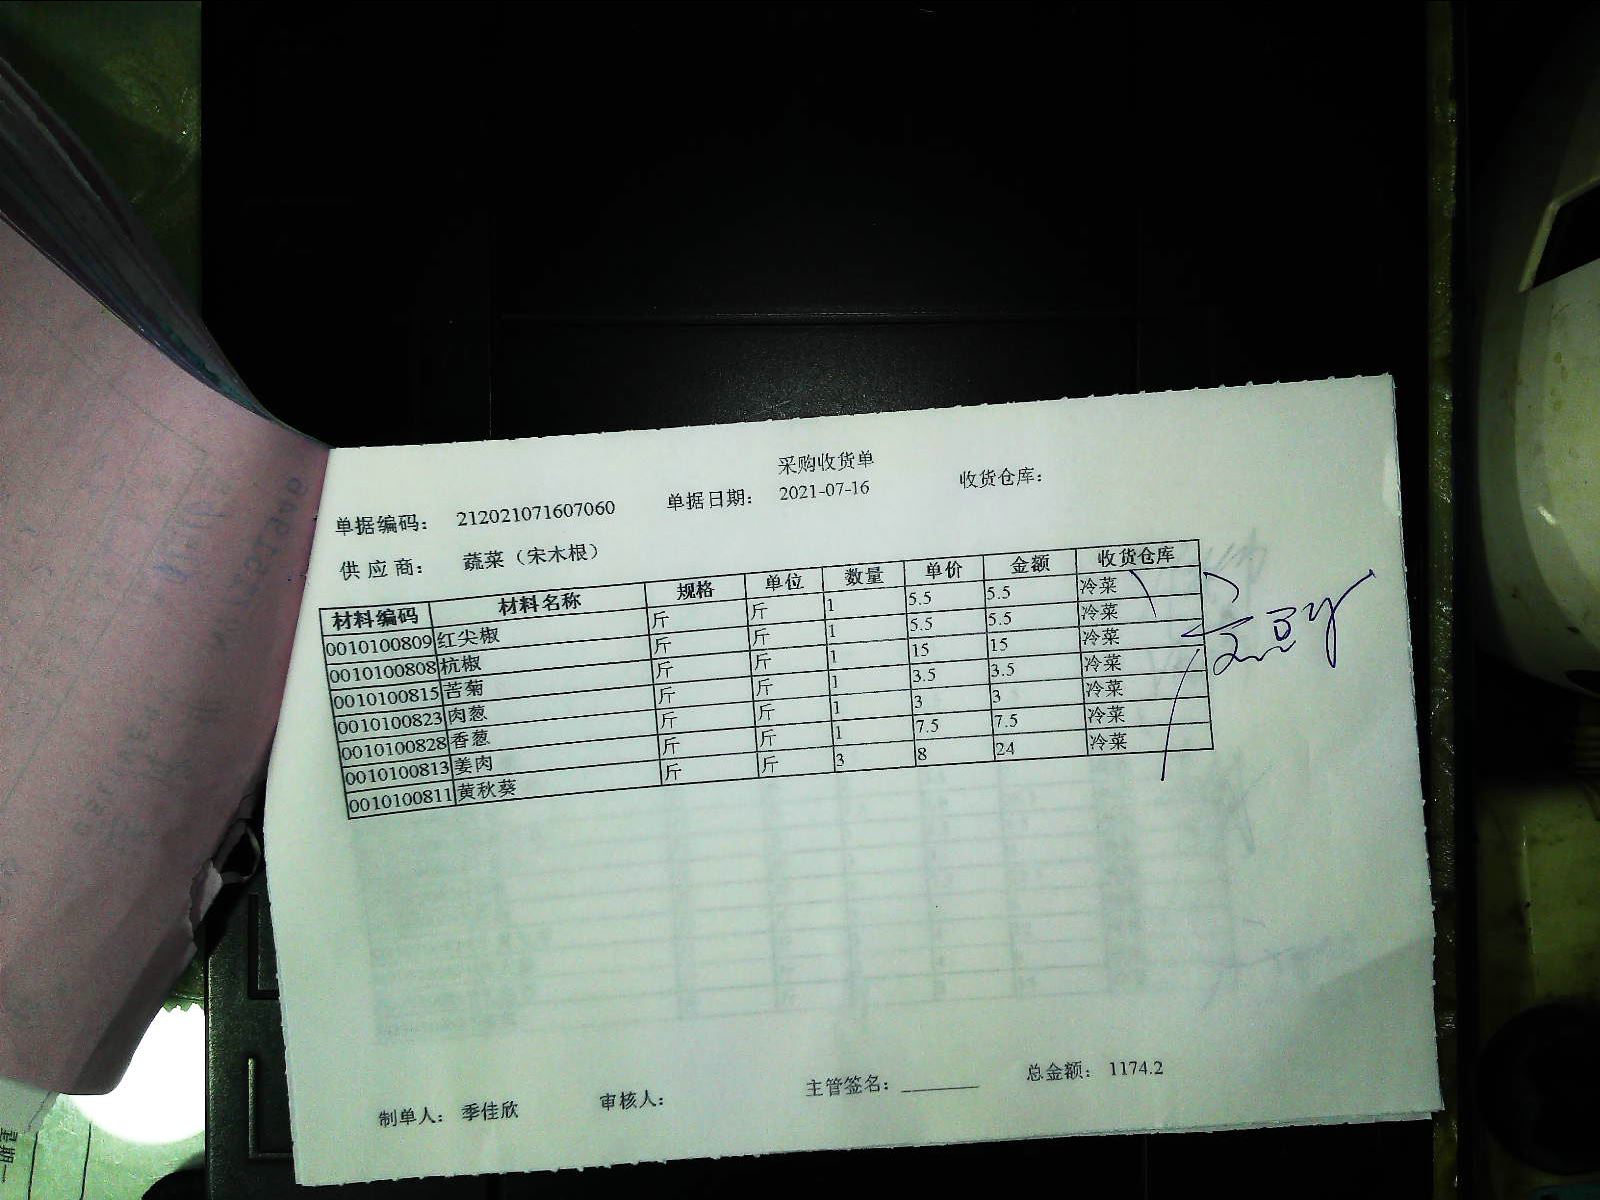 采购收货单
单据编码： 212021071607060 单据日期： 2021-07-16 收货仓库：
供应商： 蔬菜（宋木根）
材料编码 材料名称 规格 单位 数量 单价 金额 收货仓库
0010100809 红尖椒 斤 斤 1 5.5 5.5 冷菜
0010100808 杭椒 斤 斤 1 5.5 5.5 冷菜
0010100815 苦菊 斤 斤 1 15 15 冷菜
0010100823 肉葱 斤 斤 1 3.5 3.5 冷菜
0010100828 香葱 斤 斤 1 3 3 冷菜
0010100813 姜肉 斤 斤 1 7.5 7.5 冷菜
0010100811 黄秋葵 斤 斤 3 8 24 冷菜
制单人： 季佳欣 审核人： 主管签名：________ 总金额： 1174.2
星期一